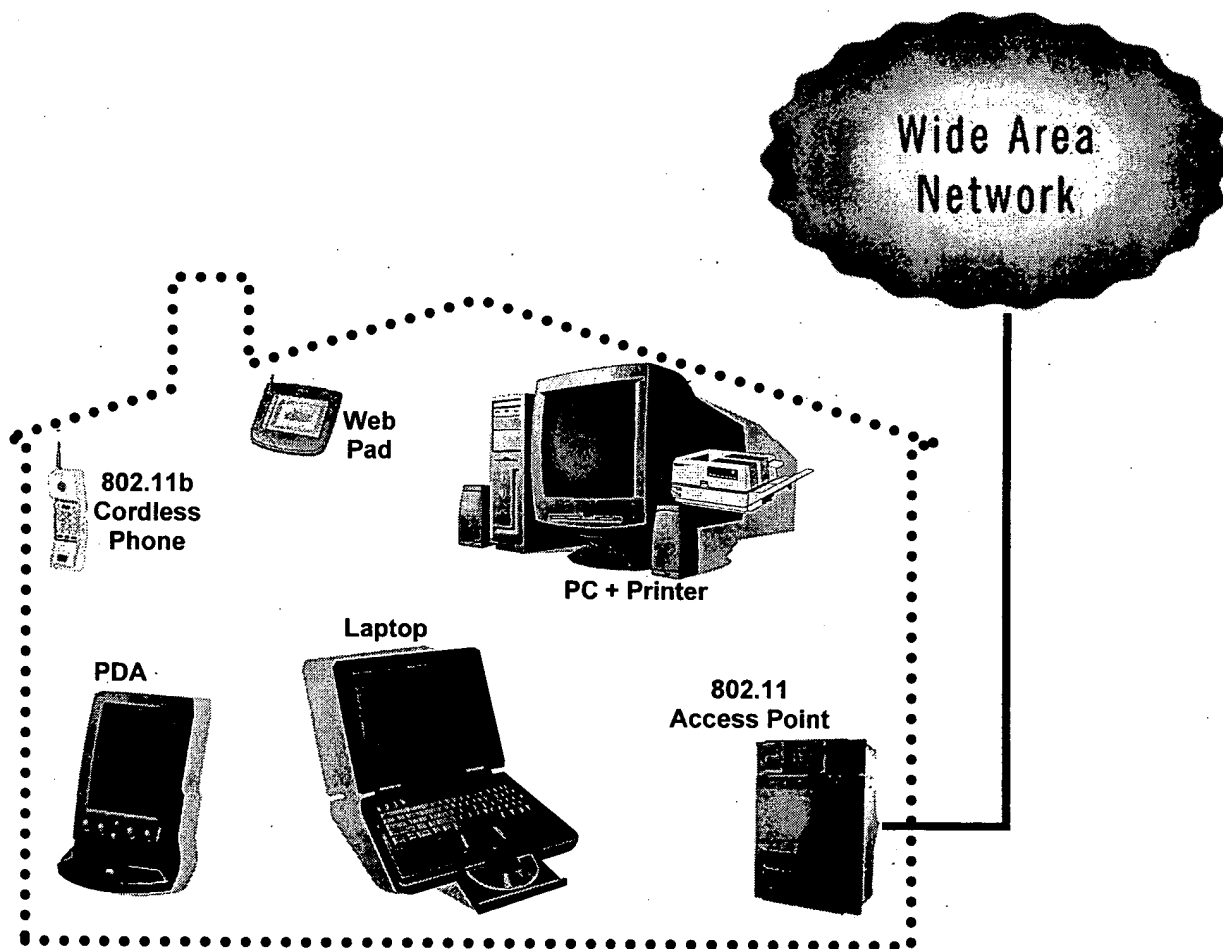 Wide Area
Network
Web
Pad
802.11b
Cordless
Phone
PC + Printer
Laptop
PDA
802.11
Access Point